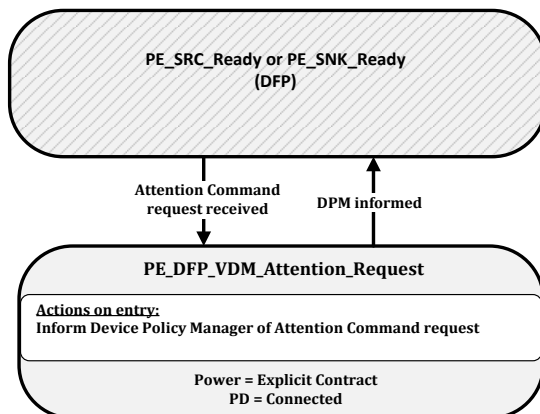 PE_SRC_Ready or PE_SNK_Ready
(DFP)
Attention Command
request received
DPM informed
PE_DFP_VDM_Attention_Request
Actions on entry:
Inform Device Policy Manager of Attention Command request
Power = Explicit Contract
PD = Connected